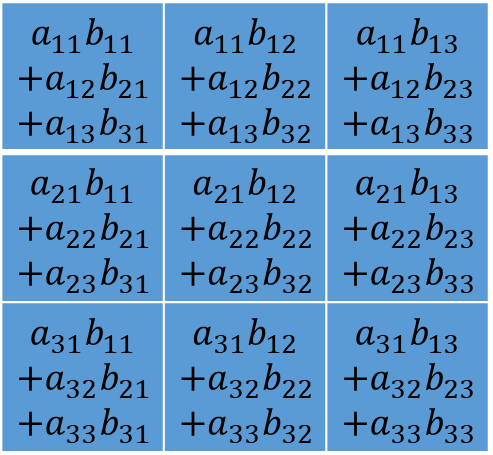 a₁₁b₁₁ a₁₁b₁₂ a₁₁b₁₃
+a₁₂b₂₁ +a₁₂b₂₂ +a₁₂b₂₃
+a₁₃b₃₁ +a₁₃b₃₂ +a₁₃b₃₃
a₂₁b₁₁ a₂₁b₁₂ a₂₁b₁₃
+a₂₂b₂₁ +a₂₂b₂₂ +a₂₂b₂₃
+a₂₃b₃₁ +a₂₃b₃₂ +a₂₃b₃₃
a₃₁b₁₁ a₃₁b₁₂ a₃₁b₁₃
+a₃₂b₂₁ +a₃₂b₂₂ +a₃₂b₂₃
+a₃₃b₃₁ +a₃₃b₃₂ +a₃₃b₃₃